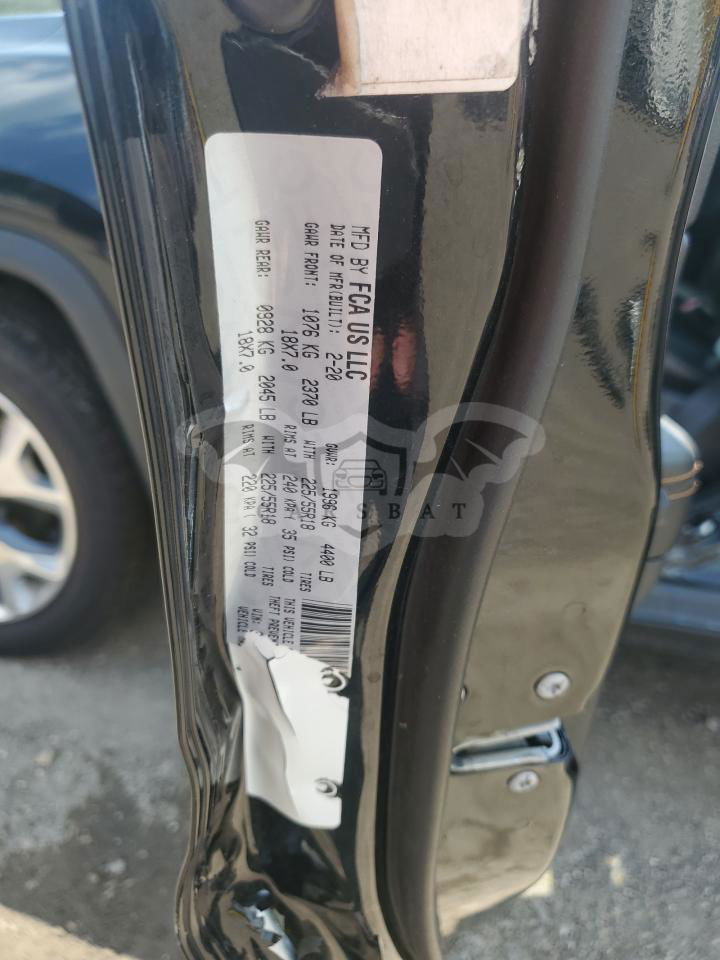 MFD BY FCA US LLC
DATE OF MFR(BUILT): 2-20 GAWR: 1996 KG 4400 LB
GAWR FRONT: 1076 KG 2370 LB WITH 225/55R18 TIRES
18X7.0 RIMS AT 240 KPA( 35 PSI) COLD
GAWR REAR: 0928 KG 2045 LB WITH 225/55R18 TIRES
18X7.0 RIMS AT 220 KPA( 32 PSI) COLD
THIS VEHICLE
THEFT
VIN:
VEHICLE
SBAT